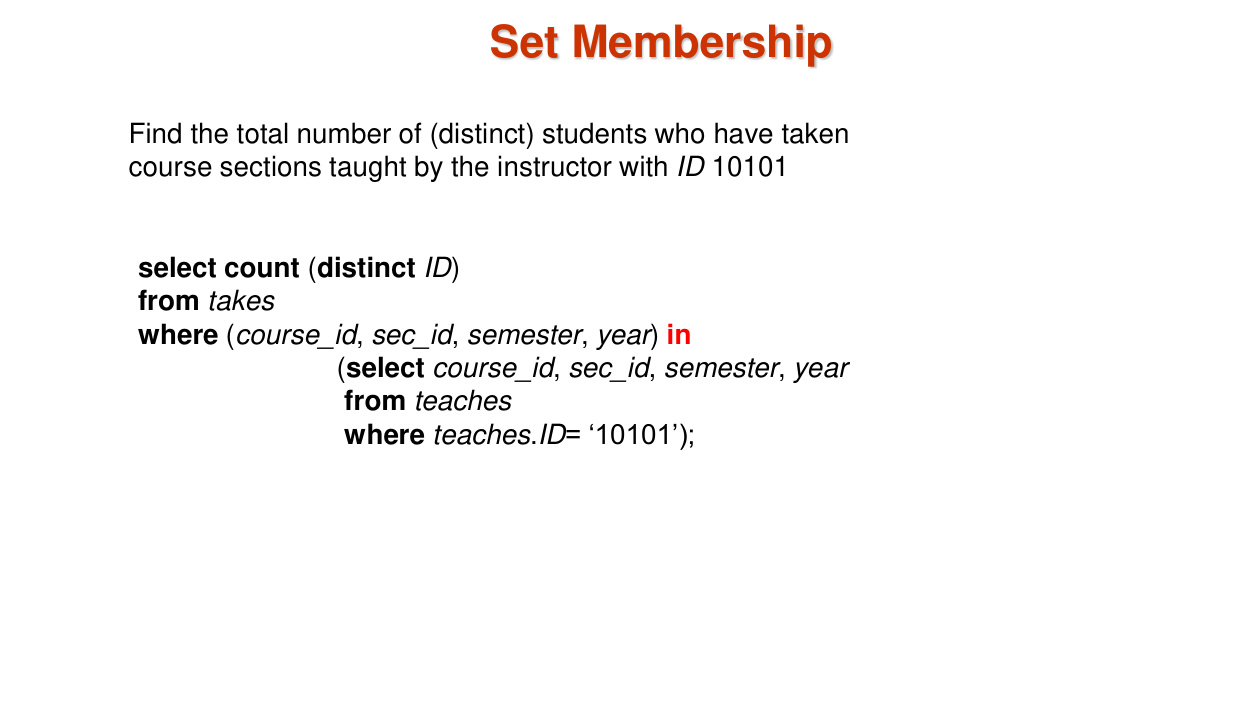 Set Membership
Find the total number of (distinct) students who have taken
course sections taught by the instructor with ID 10101
select count (distinct ID)
from takes
where (course_id, sec_id, semester, year) in
(select course_id, sec_id, semester, year
from teaches
where teaches.ID= ‘10101’);